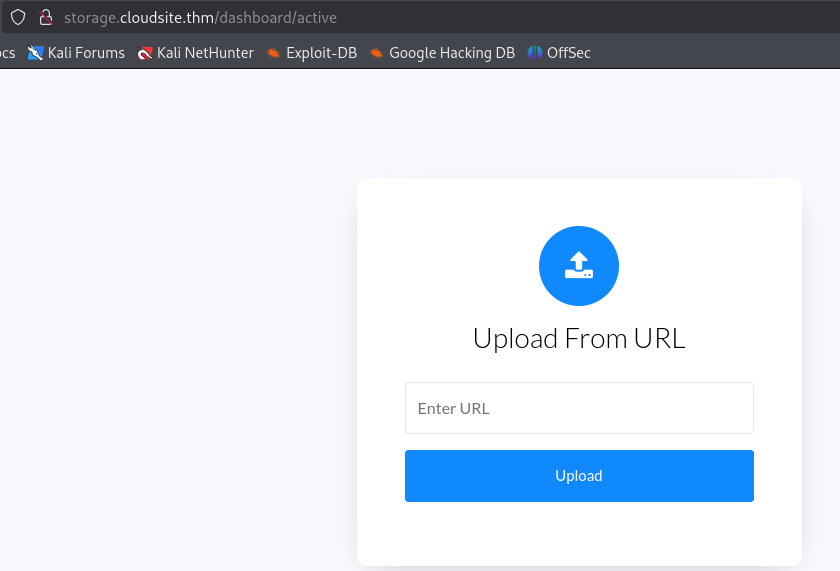 storage.cloudsite.thm/dashboard/active
ocs Kali Forums Kali NetHunter Exploit-DB Google Hacking DB OffSec
Upload From URL
Enter URL
Upload